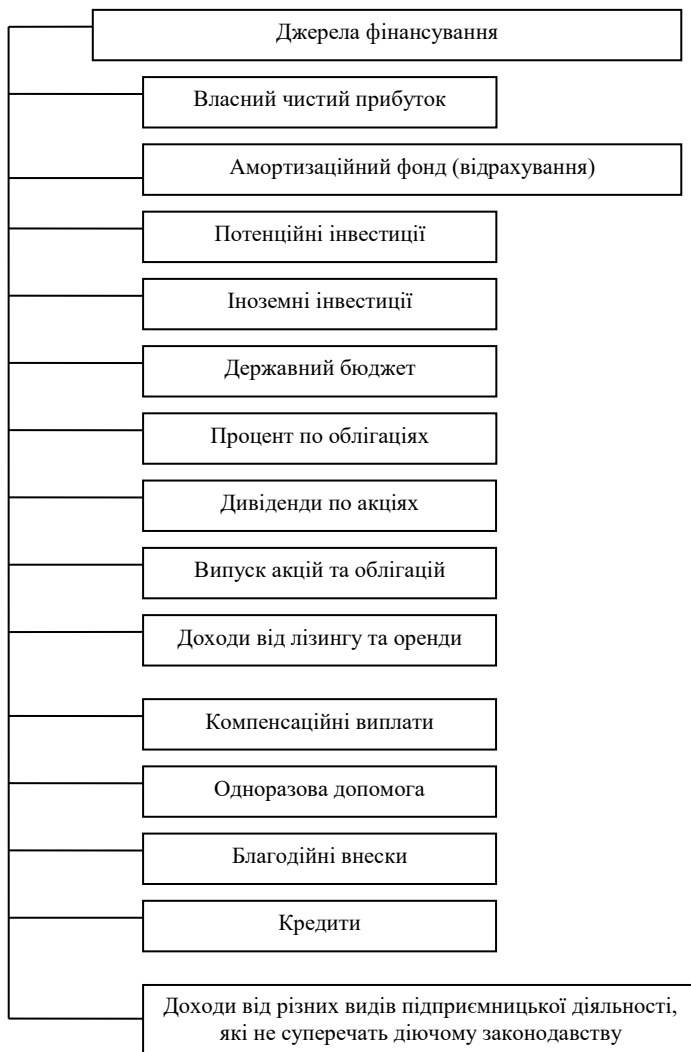 Джерела фінансування
Власний чистий прибуток
Амортизаційний фонд (відрахування)
Потенційні інвестиції
Іноземні інвестиції
Державний бюджет
Процент по облігаціях
Дивіденди по акціях
Випуск акцій та облігацій
Доходи від лізингу та оренди
Компенсаційні виплати
Одноразова допомога
Благодійні внески
Кредити
Доходи від різних видів підприємницької діяльності,
які не суперечать діючому законодавству